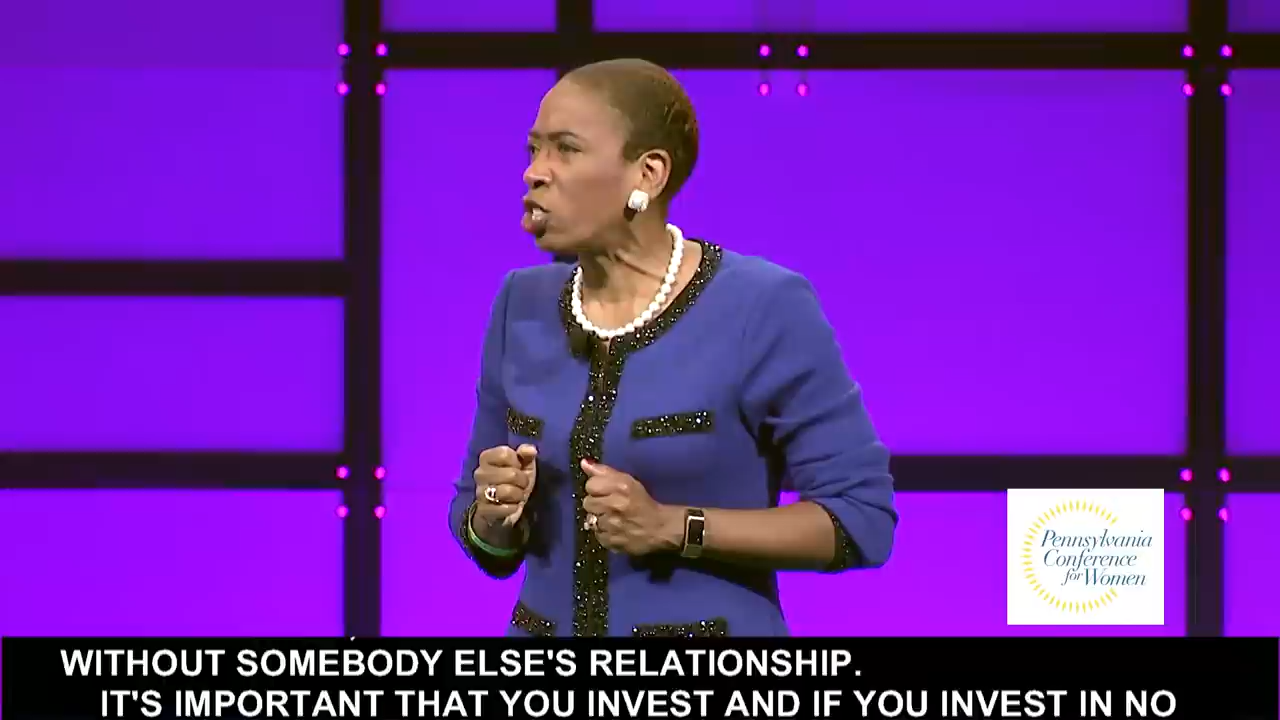 Pennsylvania
Conference
for Women
WITHOUT SOMEBODY ELSE'S RELATIONSHIP.
IT'S IMPORTANT THAT YOU INVEST AND IF YOU INVEST IN NO